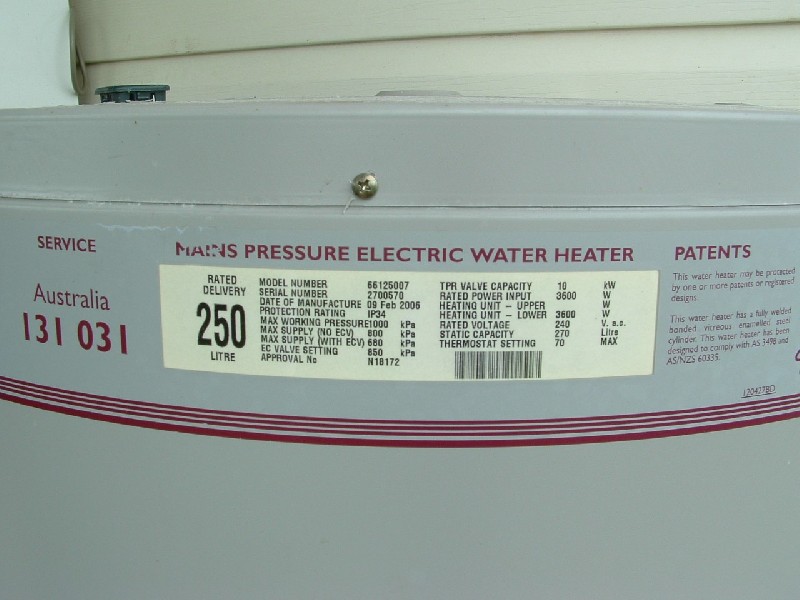 SERVICE
Australia
131 031
MAINS PRESSURE ELECTRIC WATER HEATER
RATED
DELIVERY
250
LITRE
MODEL NUMBER 66125007
SERIAL NUMBER 2700570
DATE OF MANUFACTURE 09 Feb 2006
PROTECTION RATING IP34
MAX WORKING PRESSURE 1000 kPa
MAX SUPPLY (NO ECV) 800 kPa
MAX SUPPLY (WITH ECV) 680 kPa
EC VALVE SETTING 850 kPa
APPROVAL No N18172
TPR VALVE CAPACITY 10 kW
RATED POWER INPUT 3600 W
HEATING UNIT - UPPER W
HEATING UNIT - LOWER 3600 W
RATED VOLTAGE 240 V. a.c.
STATIC CAPACITY 270 Litre
THERMOSTAT SETTING 70 MAX
PATENTS
This water heater may be protected
by one or more patents or registered
designs.
This water heater has a fully welded
bonded vitreous enamelled steel
cylinder. This water heater has been
designed to comply with AS 3498 and
AS/NZS 60335.